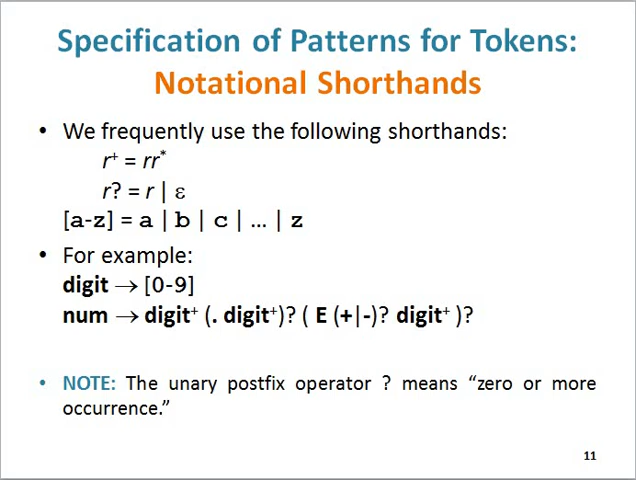 Specification of Patterns for Tokens:
Notational Shorthands
• We frequently use the following shorthands:
r⁺ = rr*
r? = r | ε
[a-z] = a | b | c | … | z
• For example:
digit → [0-9]
num → digit⁺ (. digit⁺)? ( E (+|-)? digit⁺ )?
• NOTE: The unary postfix operator ? means “zero or more
occurrence.”
11